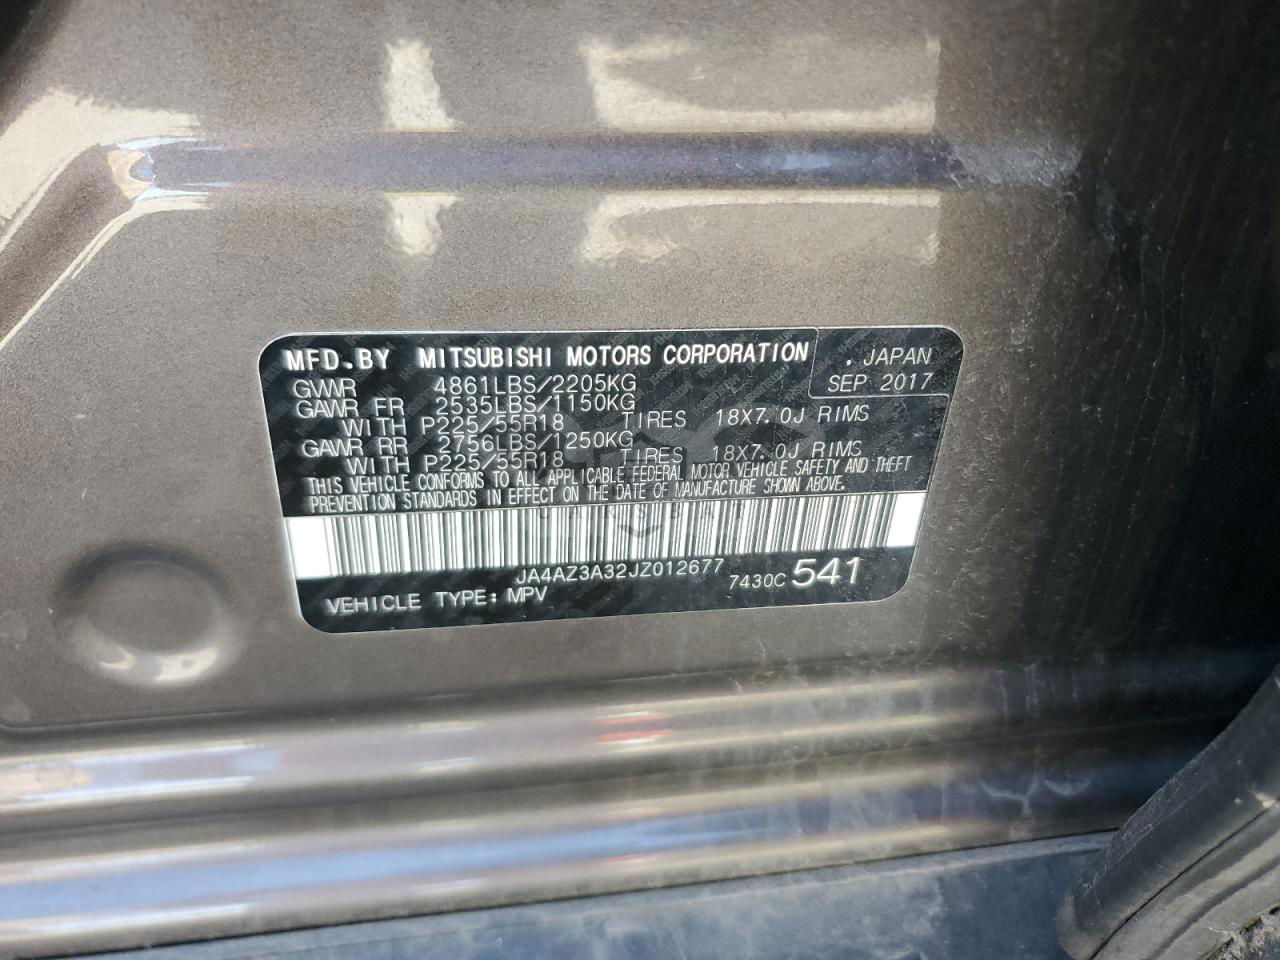 MFD.BY MITSUBISHI MOTORS CORPORATION . JAPAN
SEP 2017
GVWR 4861LBS/2205KG
GAWR FR 2535LBS/1150KG
WITH P225/55R18 TIRES 18X7.0J RIMS
GAWR RR 2756LBS/1250KG
WITH P225/55R18 TIRES 18X7.0J RIMS
THIS VEHICLE CONFORMS TO ALL APPLICABLE FEDERAL MOTOR VEHICLE SAFETY AND THEFT
PREVENTION STANDARDS IN EFFECT ON THE DATE OF MANUFACTURE SHOWN ABOVE.
JA4AZ3A32JZ012677
7430C 541
VEHICLE TYPE: MPV